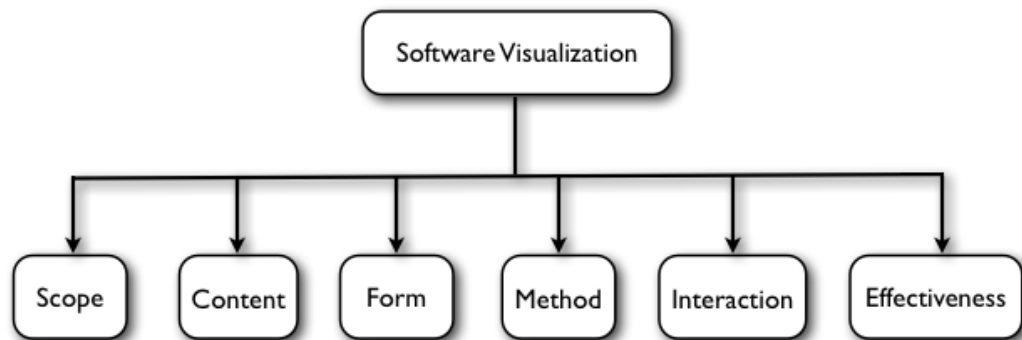 Software Visualization
Scope
Content
Form
Method
Interaction
Effectiveness